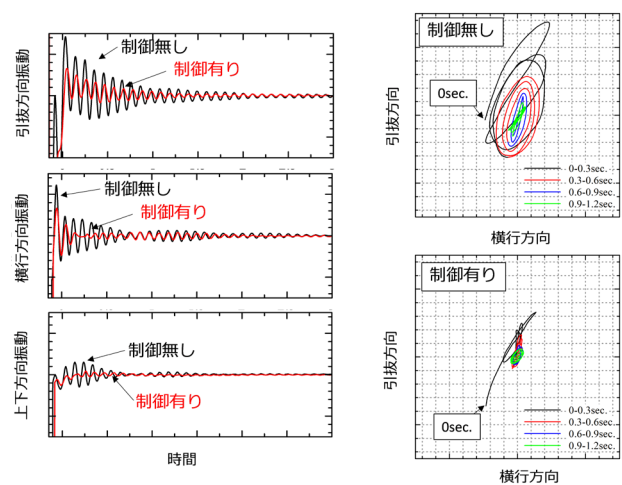 引抜方向振動
制御無し
制御有り
横行方向振動
制御無し
制御有り
上下方向振動
制御無し
制御有り
時間
制御無し
0sec.
引抜方向
0-0.3sec.
0.3-0.6sec.
0.6-0.9sec.
0.9-1.2sec.
横行方向
制御有り
引抜方向
0sec.
0-0.3sec.
0.3-0.6sec.
0.6-0.9sec.
0.9-1.2sec.
横行方向